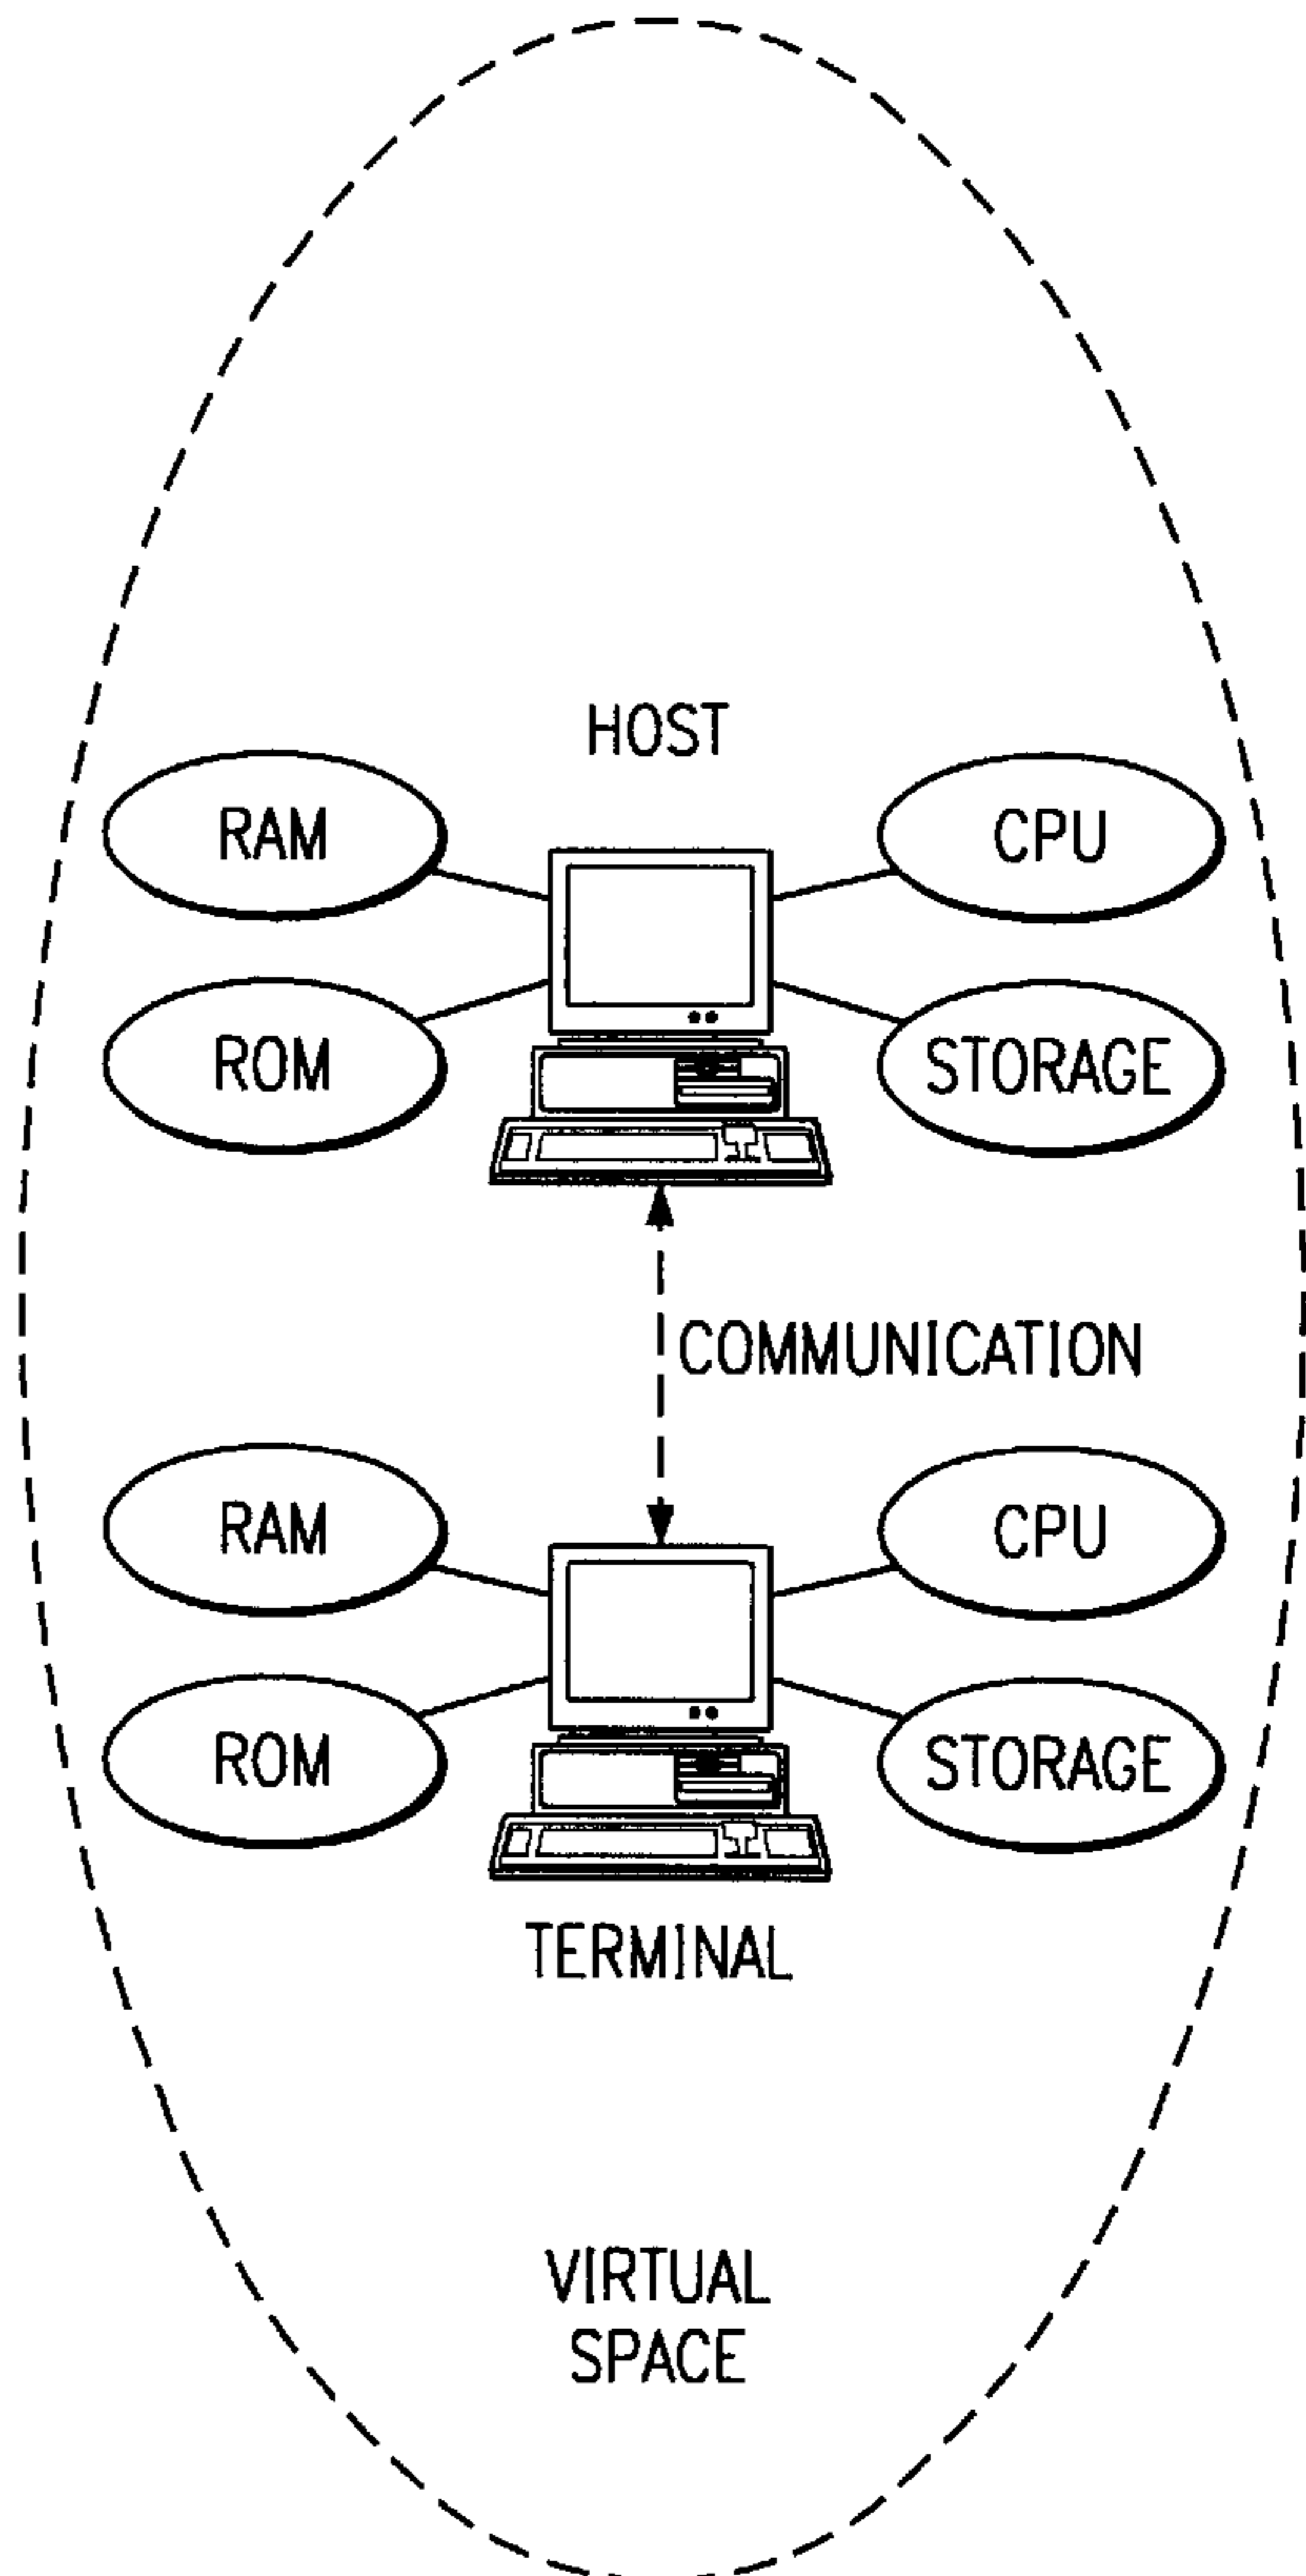 HOST
RAM
CPU
ROM
STORAGE
COMMUNICATION
RAM
CPU
ROM
STORAGE
TERMINAL
VIRTUAL
SPACE